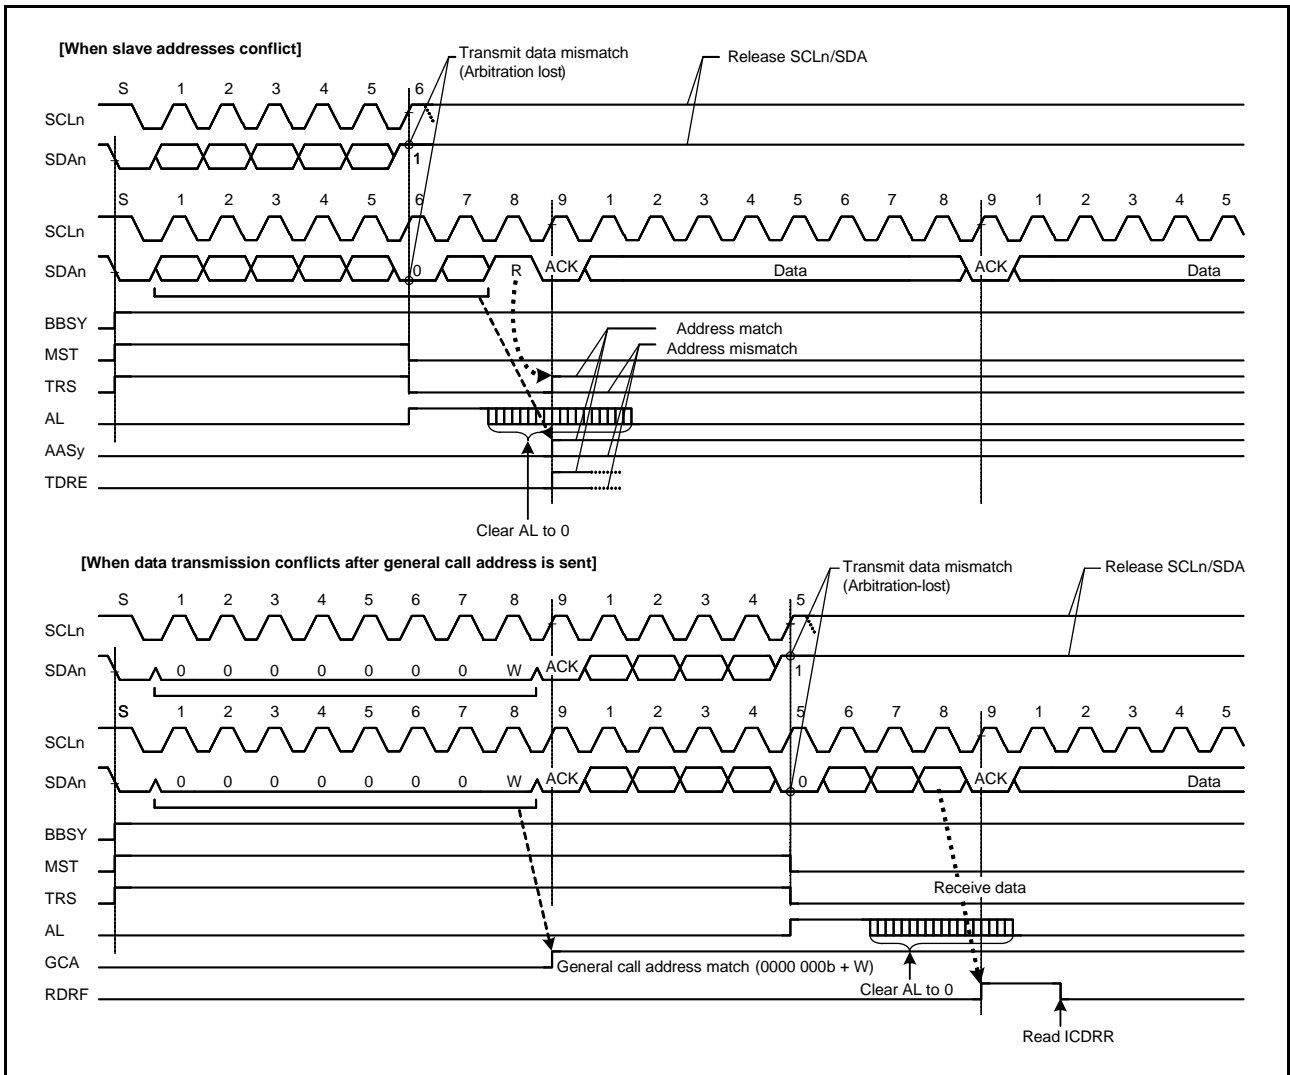 [When slave addresses conflict]
Transmit data mismatch
(Arbitration lost)
Release SCLn/SDA
S 1 2 3 4 5 6
SCLn
SDAn
1
S 1 2 3 4 5 6 7 8 9 1 2 3 4 5 6 7 8 9 1 2 3 4 5
SCLn
SDAn 0 R ACK Data ACK Data
BBSY
Address match
MST
Address mismatch
TRS
AL
AASy
TDRE
Clear AL to 0
[When data transmission conflicts after general call address is sent]
Transmit data mismatch
(Arbitration-lost)
Release SCLn/SDA
S 1 2 3 4 5 6 7 8 9 1 2 3 4 5
SCLn
SDAn 0 0 0 0 0 0 0 W ACK 1
S 1 2 3 4 5 6 7 8 9 1 2 3 4 5 6 7 8 9 1 2 3 4 5
SCLn
SDAn 0 0 0 0 0 0 0 W ACK 0 ACK Data
BBSY
MST
Receive data
TRS
AL
GCA
General call address match (0000 000b + W)
Clear AL to 0
RDRF
Read ICDRR